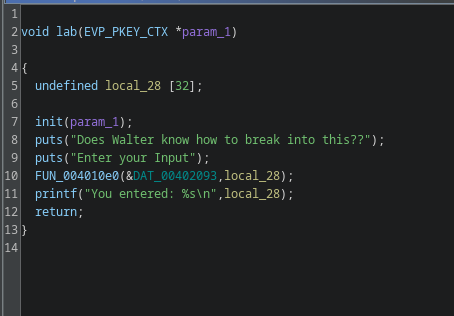 1
2 void lab(EVP_PKEY_CTX *param_1)
3
4 {
5   undefined local_28 [32];
6
7   init(param_1);
8   puts("Does Walter know how to break into this??");
9   puts("Enter your Input");
10   FUN_004010e0(&DAT_00402093,local_28);
11   printf("You entered: %s\n",local_28);
12   return;
13 }
14